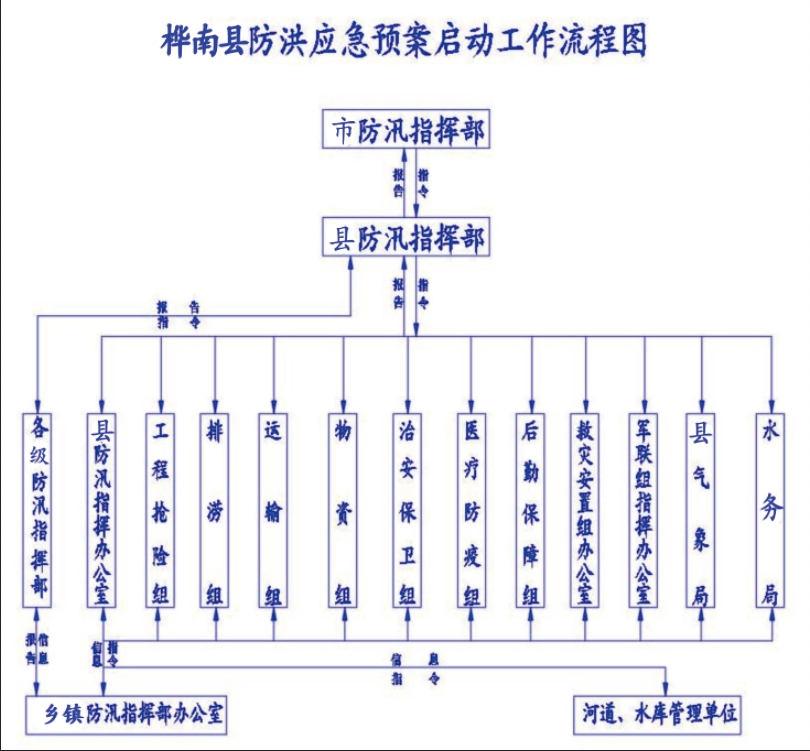 桦南县防洪应急预案启动工作流程图
市防汛指挥部
报告
指令
县防汛指挥部
报告
指令
报告
指令
各级防汛指挥部
县防汛指挥办公室
工程抢险组
排涝组
运输组
物资组
治安保卫组
医疗防疫组
后勤保障组
救灾安置组办公室
军联组指挥办公室
县气象局
水务局
报告
信息
信息
指令
信息
指令
乡镇防汛指挥部办公室
河道、水库管理单位